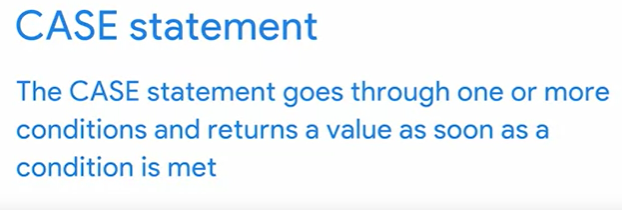 CASE statement
The CASE statement goes through one or more
conditions and returns a value as soon as a
condition is met